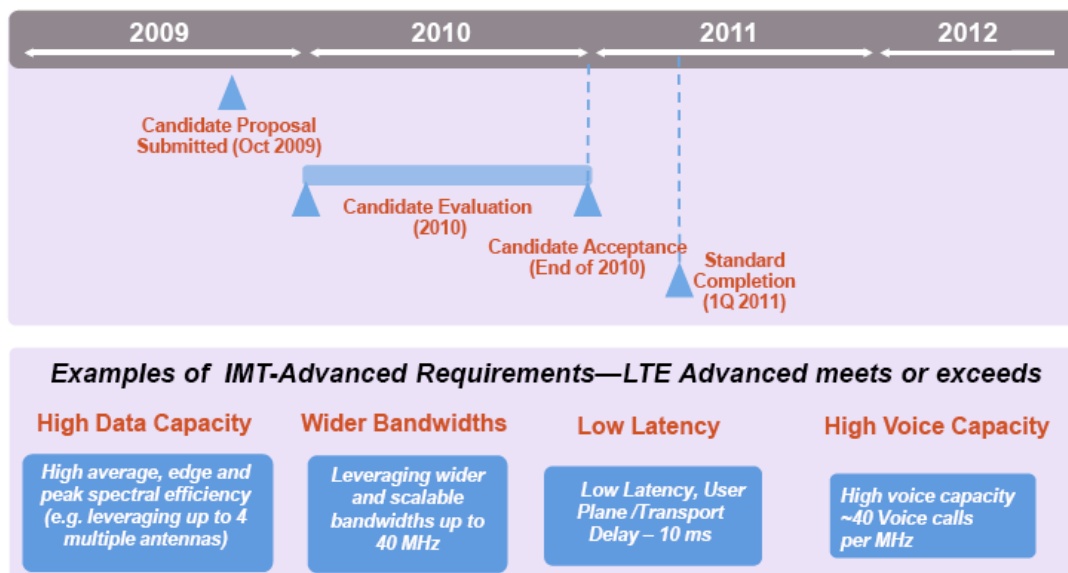 2009 2010 2011 2012
Candidate Proposal
Submitted (Oct 2009)
Candidate Evaluation
(2010)
Candidate Acceptance
(End of 2010)
Standard
Completion
(1Q 2011)
Examples of IMT-Advanced Requirements—LTE Advanced meets or exceeds
High Data Capacity
High average, edge and
peak spectral efficiency
(e.g. leveraging up to 4
multiple antennas)
Wider Bandwidths
Leveraging wider
and scalable
bandwidths up to
40 MHz
Low Latency
Low Latency, User
Plane /Transport
Delay – 10 ms
High Voice Capacity
High voice capacity
~40 Voice calls
per MHz